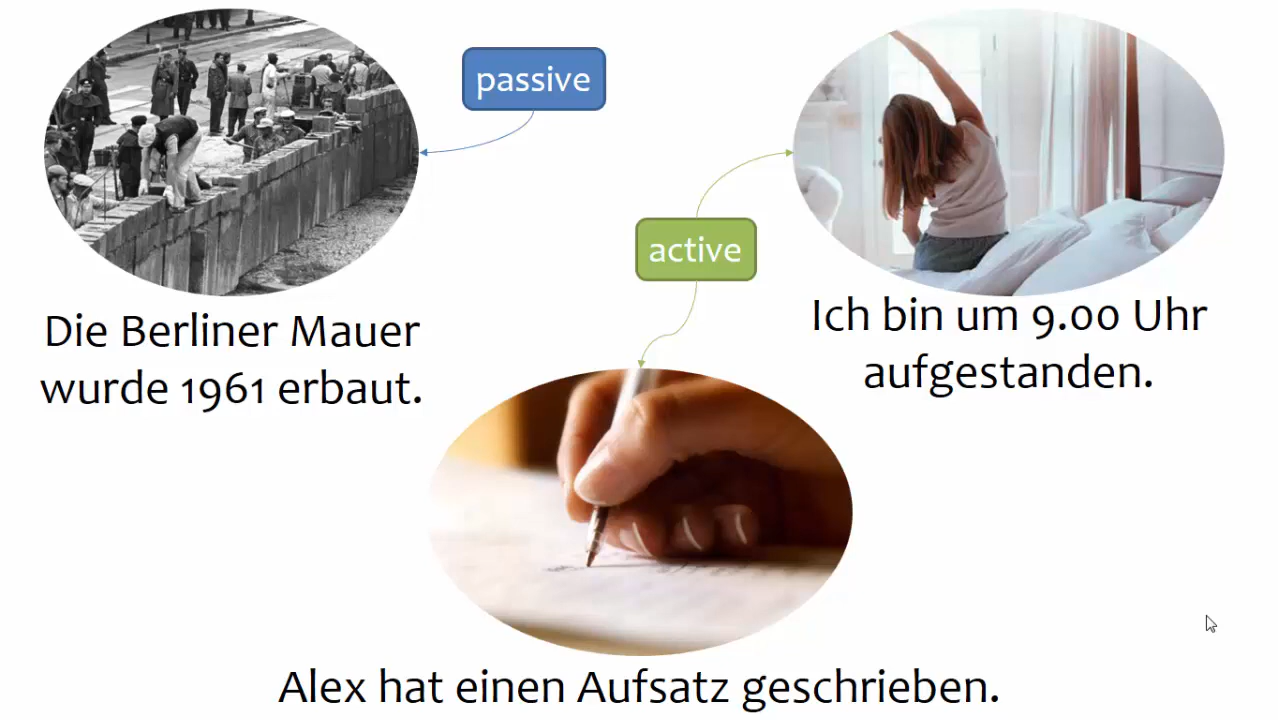 passive
active
Die Berliner Mauer
wurde 1961 erbaut.
Ich bin um 9.00 Uhr
aufgestanden.
Alex hat einen Aufsatz geschrieben.